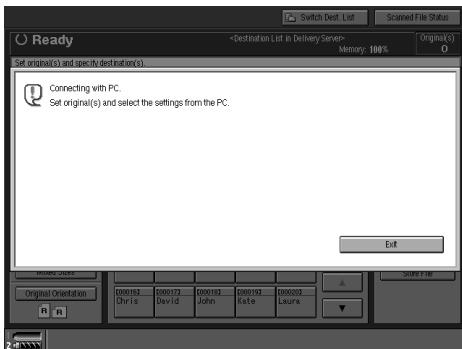 Switch Dest. List
Scanned File Status
Ready
<Destination List in Delivery Server>
Original(s)
Memory: 100%
0
Set original(s) and specify destination(s).
Connecting with PC.
Set original(s) and select the settings from the PC.
Exit
Mixed Sizes
Store File
Original Orientation
[00016] [00017] [00018] [00019] [00020]
Chris David John Kate Laura
R R
2